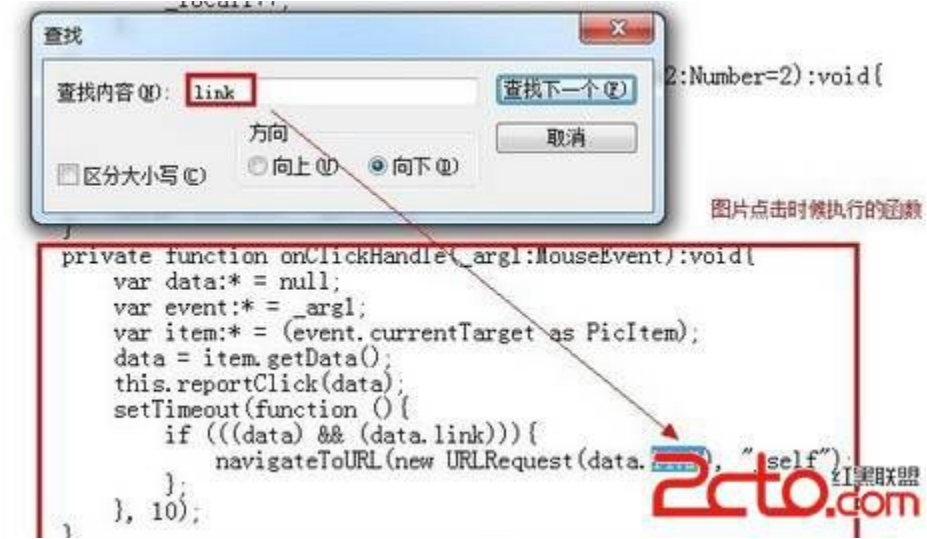 _local1++;
查找
查找内容(N): link
查找下一个(F)
2:Number=2):void{
方向
取消
向上(U) 向下(D)
区分大小写(C)
图片点击时候执行的函数
}
private function onClickHandle(_arg1:MouseEvent):void{
var data:* = null;
var event:* = _arg1;
var item:* = (event.currentTarget as PicItem);
data = item.getData();
this.reportClick(data);
setTimeout(function (){
if (((data) && (data.link))){
navigateToURL(new URLRequest(data.link), "_self");
};
}, 10);
}
2cto.com
红黑联盟